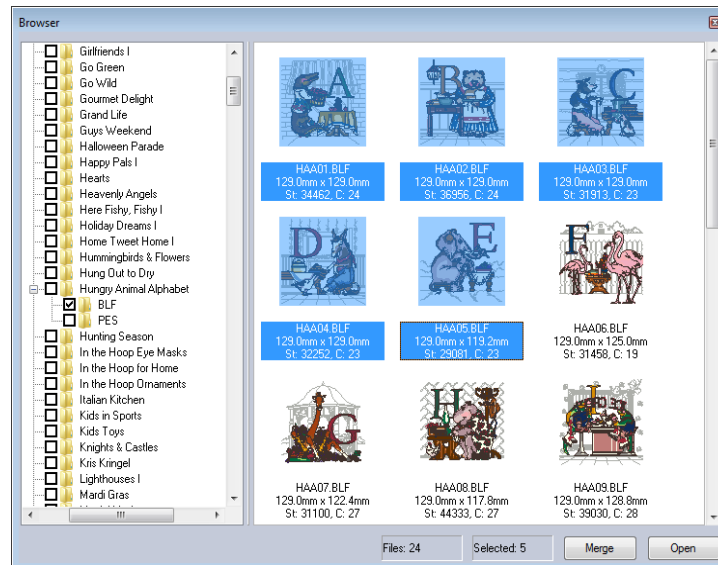 Browser
Girlfriends I
Go Green
Go Wild
Gourmet Delight
Grand Life
Guys Weekend
Halloween Parade
Happy Pals I
Hearts
Heavenly Angels
Here Fishy, Fishy I
Holiday Dreams I
Home Tweet Home I
Hummingbirds & Flowers
Hung Out to Dry
Hungry Animal Alphabet
BLF
PES
Hunting Season
In the Hoop Eye Masks
In the Hoop for Home
In the Hoop Ornaments
Italian Kitchen
Kids in Sports
Kids Toys
Knights & Castles
Kris Kringel
Lighthouses I
Mardi Gras
A
B
C
HAA01.BLF
129.0mm x 129.0mm
St: 34462, C: 24
HAA02.BLF
129.0mm x 129.0mm
St: 36956, C: 24
HAA03.BLF
129.0mm x 129.0mm
St: 31913, C: 23
D
E
F
HAA04.BLF
129.0mm x 129.0mm
St: 32252, C: 23
HAA05.BLF
129.0mm x 119.2mm
St: 29081, C: 23
HAA06.BLF
129.0mm x 125.0mm
St: 31458, C: 19
G
H
I
HAA07.BLF
129.0mm x 122.4mm
St: 31100, C: 27
HAA08.BLF
129.0mm x 117.8mm
St: 44333, C: 27
HAA09.BLF
129.0mm x 128.8mm
St: 39030, C: 28
Files: 24
Selected: 5
Merge
Open